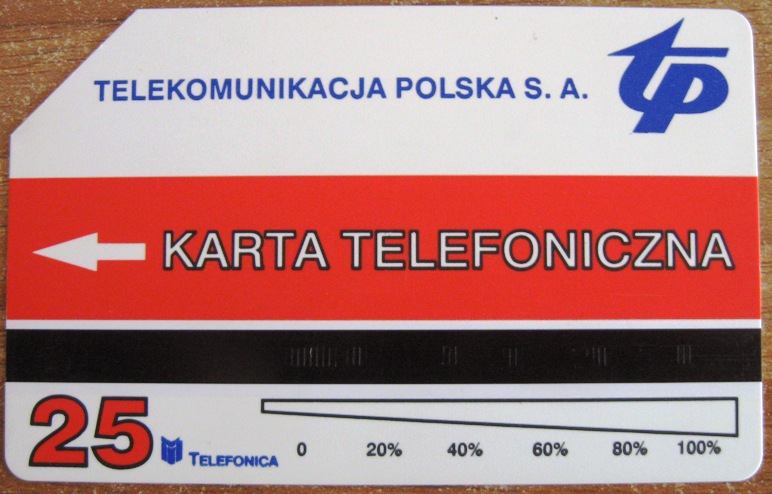 TELEKOMUNIKACJA POLSKA S. A.
TP
KARTA TELEFONICZNA
25
TELEFONICA
0 20% 40% 60% 80% 100%